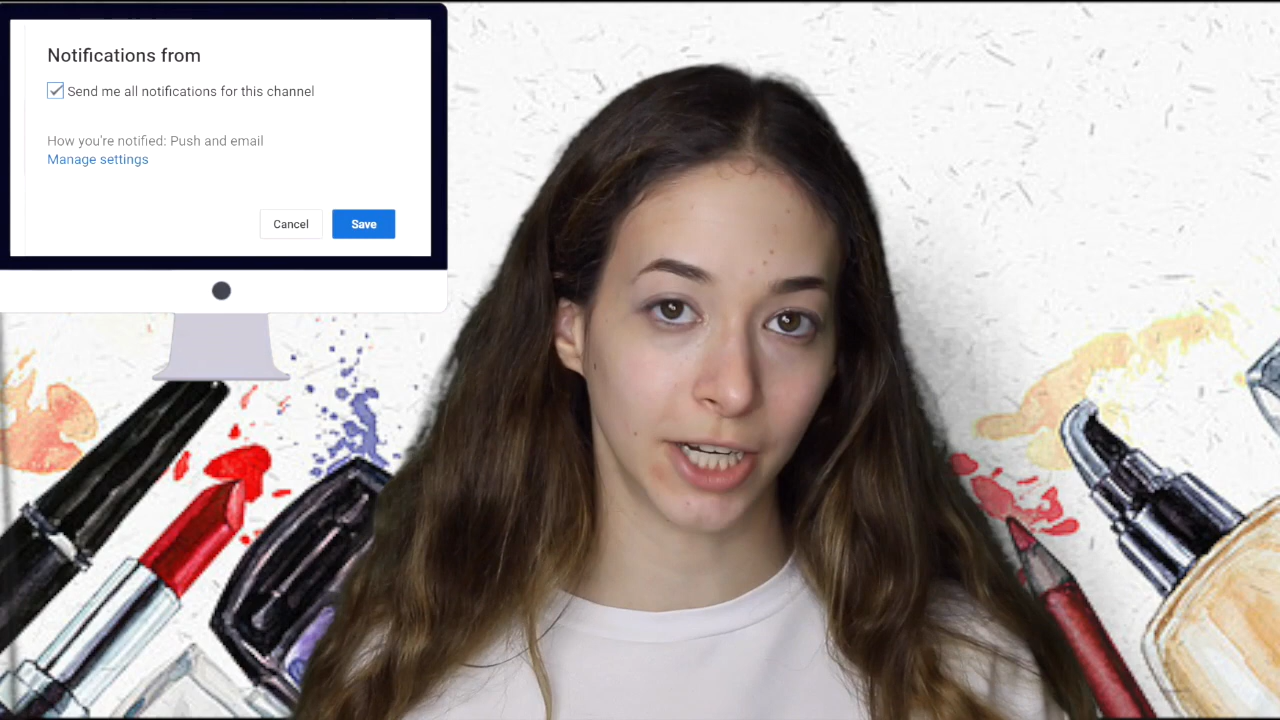 Notifications from
Send me all notifications for this channel
How you're notified: Push and email
Manage settings
Cancel
Save